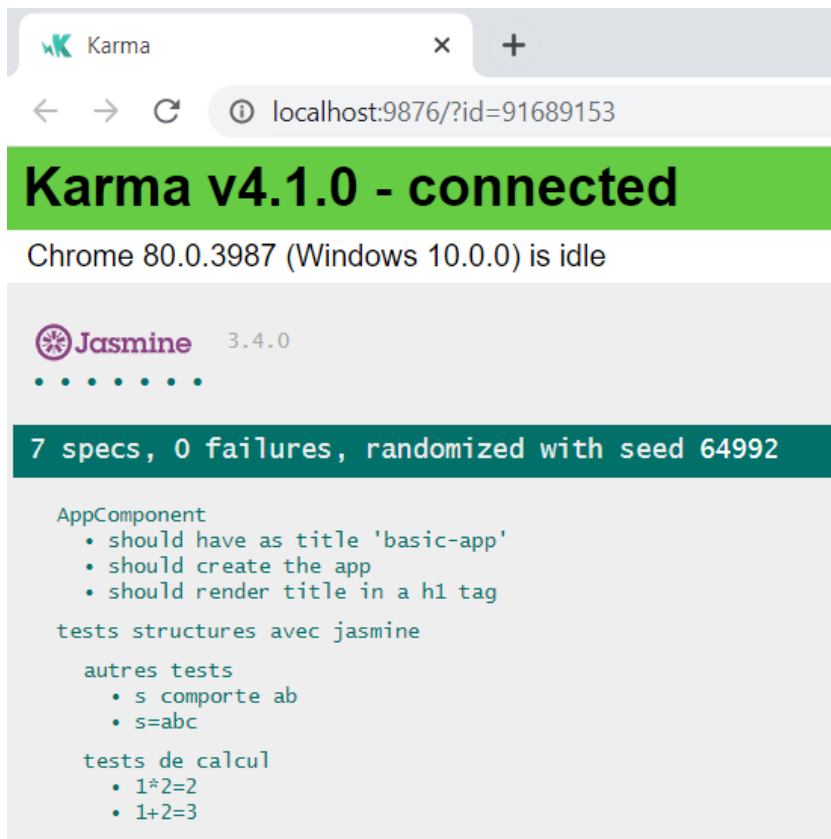 Karma
localhost:9876/?id=91689153
Karma v4.1.0 - connected
Chrome 80.0.3987 (Windows 10.0.0) is idle
Jasmine 3.4.0
• • • • • • •
7 specs, 0 failures, randomized with seed 64992
AppComponent
• should have as title 'basic-app'
• should create the app
• should render title in a h1 tag
tests structures avec jasmine
autres tests
• s comporte ab
• s=abc
tests de calcul
• 1*2=2
• 1+2=3